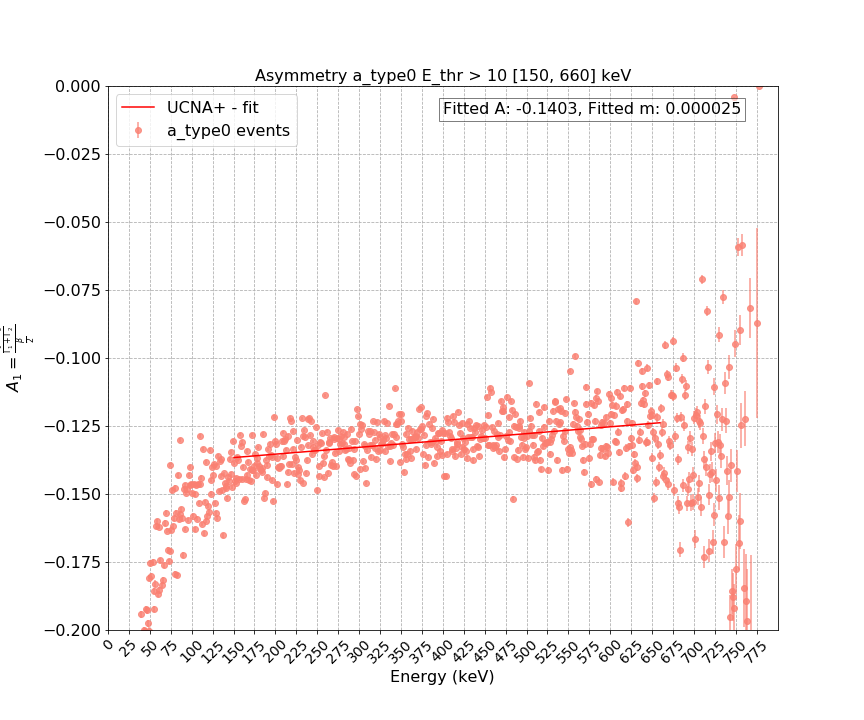 Asymmetry a_type0 E_thr > 10 [150, 660] keV
UCNA+ - fit
a_type0 events
Fitted A: -0.1403, Fitted m: 0.000025
0.000
−0.025
−0.050
−0.075
−0.100
−0.125
−0.150
−0.175
−0.200
0 25 50 75 100 125 150 175 200 225 250 275 300 325 350 375 400 425 450 475 500 525 550 575 600 625 650 675 700 725 750 775
Energy (keV)